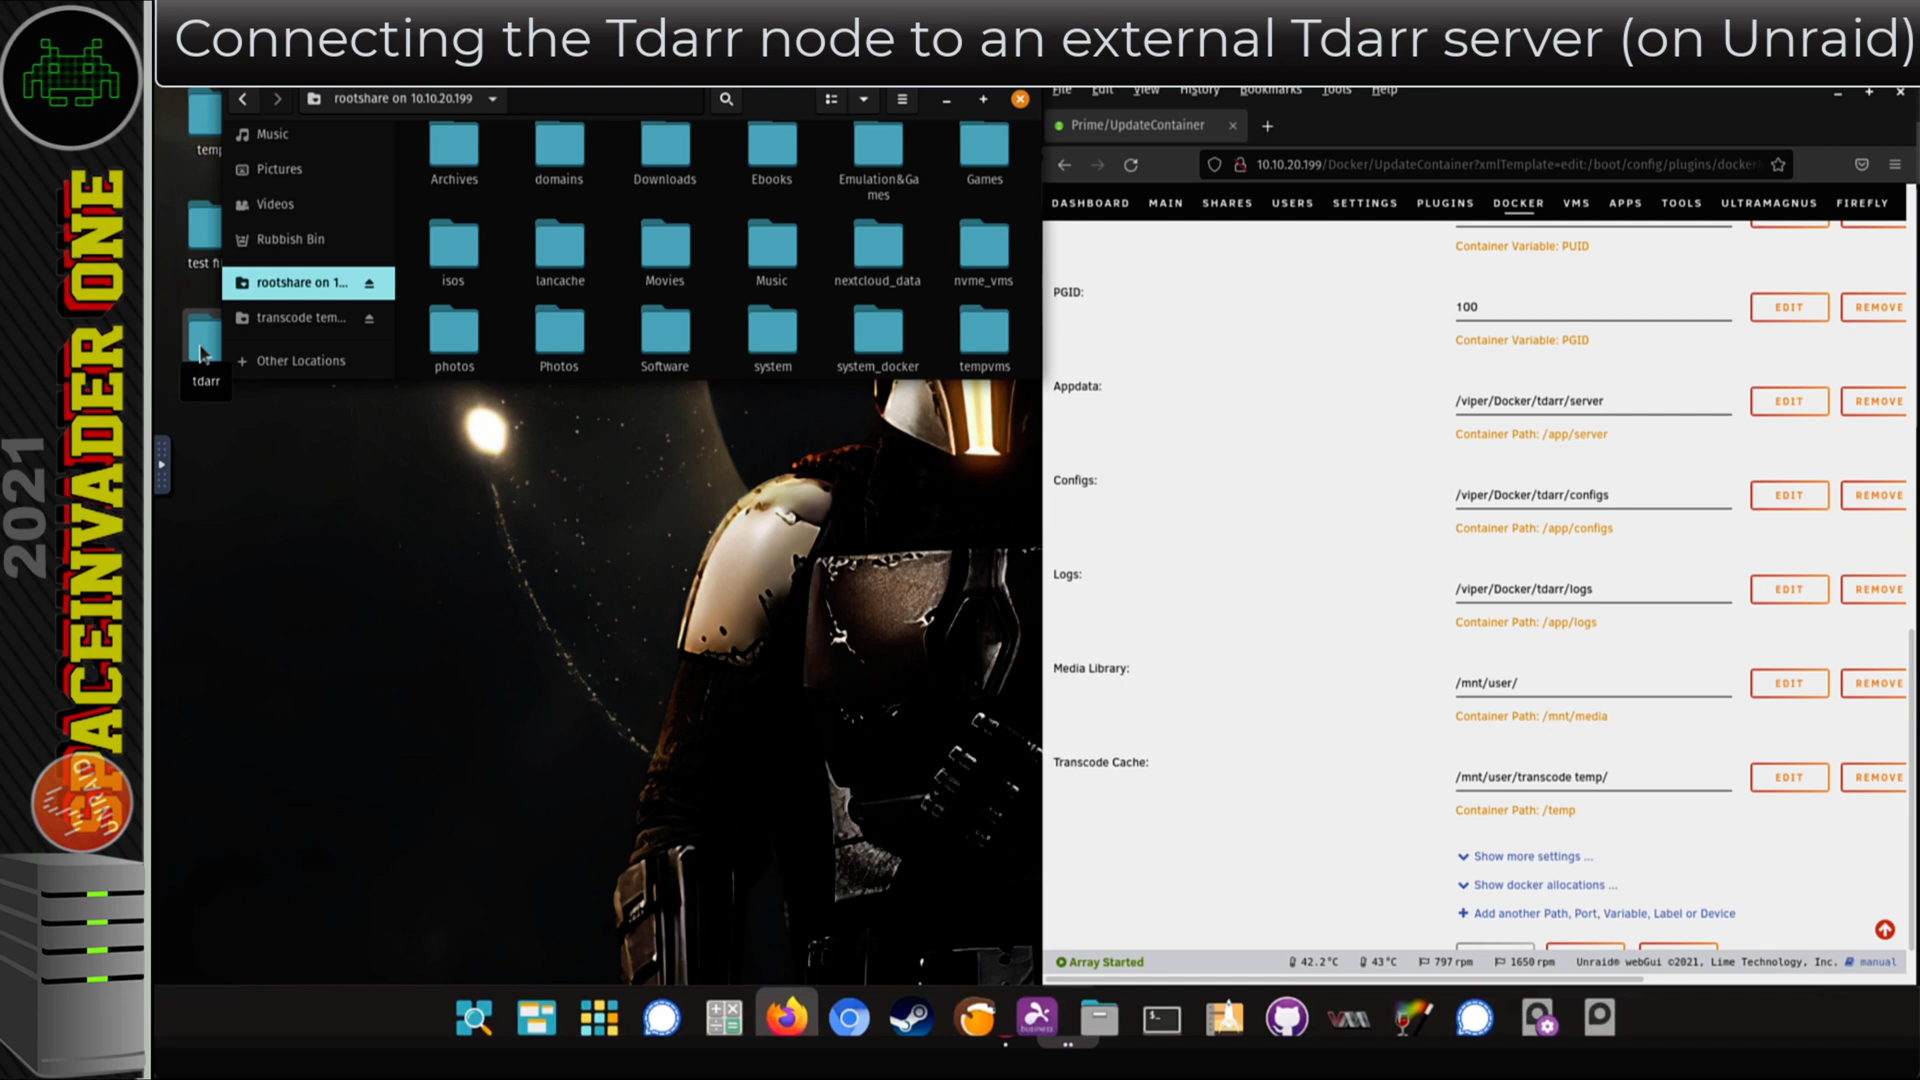 Connecting the Tdarr node to an external Tdarr server (on Unraid)
2021
SPACEINVADER ONE
UNRAID
rootshare on 10.10.20.199
Music
Pictures
Videos
Rubbish Bin
rootshare on 1...
transcode tem...
Other Locations
temp
test fi
tdarr
Archives
domains
Downloads
Ebooks
Emulation&Ga
mes
Games
isos
lancache
Movies
Music
nextcloud_data
nvme_vms
photos
Photos
Software
system
system_docker
tempvms
File Edit View History Bookmarks Tools Help
Prime/UpdateContainer
10.10.20.199/Docker/UpdateContainer?xmlTemplate=edit:/boot/config/plugins/docker
DASHBOARD MAIN SHARES USERS SETTINGS PLUGINS DOCKER VMS APPS TOOLS ULTRAMAGNUS FIREFLY
Container Variable: PUID
PGID:
100
EDIT REMOVE
Container Variable: PGID
Appdata:
/viper/Docker/tdarr/server
EDIT REMOVE
Container Path: /app/server
Configs:
/viper/Docker/tdarr/configs
EDIT REMOVE
Container Path: /app/configs
Logs:
/viper/Docker/tdarr/logs
EDIT REMOVE
Container Path: /app/logs
Media Library:
/mnt/user/
EDIT REMOVE
Container Path: /mnt/media
Transcode Cache:
/mnt/user/transcode temp/
EDIT REMOVE
Container Path: /temp
Show more settings ...
Show docker allocations ...
Add another Path, Port, Variable, Label or Device
Array Started
42.2°C 43°C 797 rpm 1650 rpm Unraid® webGui ©2021, Lime Technology, Inc. manual
business